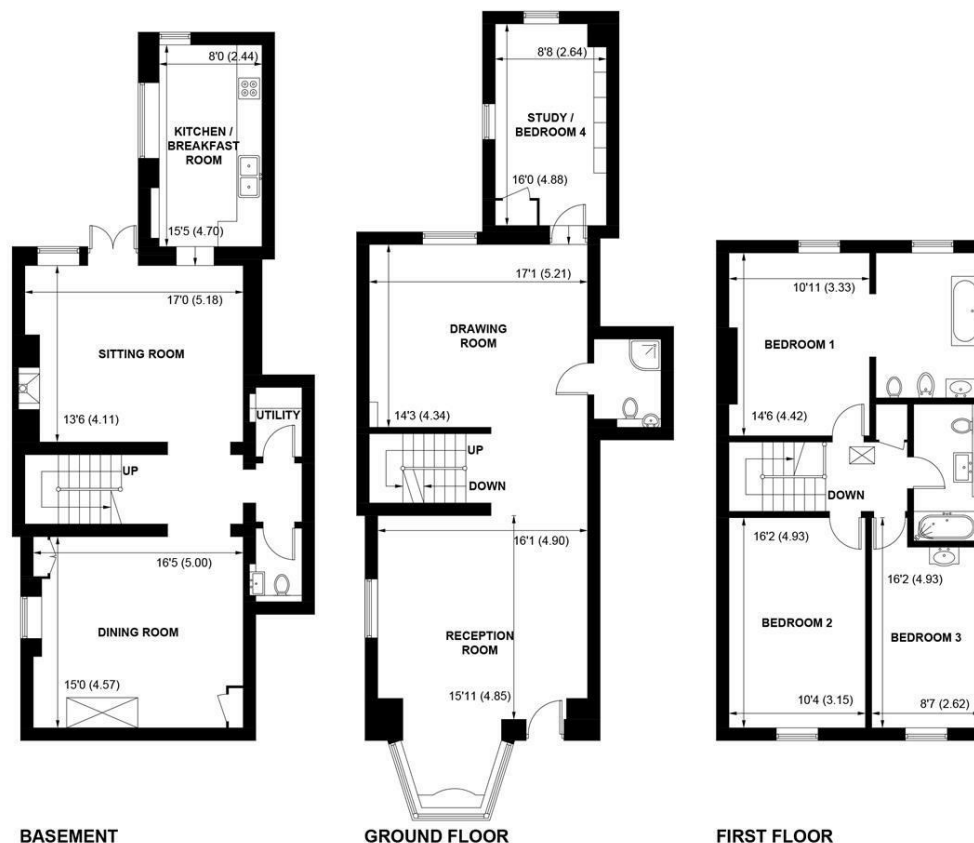 8'0 (2.44)
KITCHEN /
BREAKFAST
ROOM
15'5 (4.70)
17'0 (5.18)
SITTING ROOM
13'6 (4.11)
UTILITY
UP
16'5 (5.00)
DINING ROOM
15'0 (4.57)
BASEMENT
8'8 (2.64)
STUDY /
BEDROOM 4
16'0 (4.88)
17'1 (5.21)
DRAWING
ROOM
14'3 (4.34)
UP
DOWN
16'1 (4.90)
RECEPTION
ROOM
15'11 (4.85)
GROUND FLOOR
10'11 (3.33)
BEDROOM 1
14'6 (4.42)
DOWN
16'2 (4.93)
BEDROOM 2
10'4 (3.15)
16'2 (4.93)
BEDROOM 3
8'7 (2.62)
FIRST FLOOR